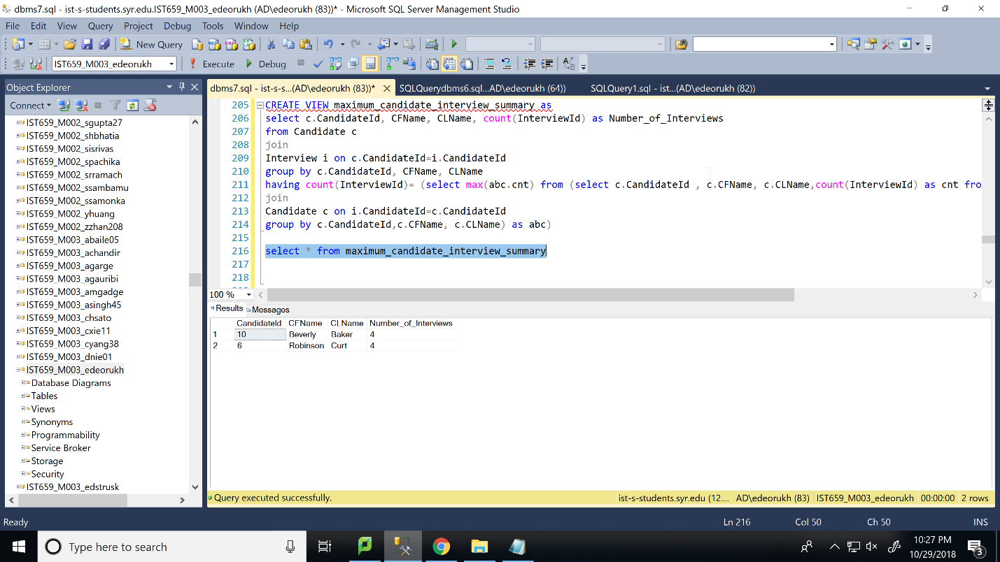 dbms7.sql - ist-s-students.syr.edu.IST659_M003_edeorukh (AD\edeorukh (83))* - Microsoft SQL Server Management Studio
File Edit View Query Project Debug Tools Window Help
New Query
IST659_M003_edeorukh Execute Debug
Object Explorer
Connect
IST659_M002_sgupta27
IST659_M002_shbhatia
IST659_M002_sisrivas
IST659_M002_spachika
IST659_M002_srramach
IST659_M002_ssambamu
IST659_M002_ssamonka
IST659_M002_yhuang
IST659_M002_zzhan208
IST659_M003_abaile05
IST659_M003_achandir
IST659_M003_agarge
IST659_M003_agauribi
IST659_M003_amgadge
IST659_M003_asingh45
IST659_M003_chsato
IST659_M003_cxie11
IST659_M003_cyang38
IST659_M003_dnie01
IST659_M003_edeorukh
Database Diagrams
Tables
Views
Synonyms
Programmability
Service Broker
Storage
Security
IST659_M003_edstrusk
dbms7.sql - ist-s-s...(AD\edeorukh (83))* SQLQuerydbms6.sql...AD\edeorukh (64)) SQLQuery1.sql - ist...(AD\edeorukh (82))
205 CREATE VIEW maximum_candidate_interview_summary as
206 select c.CandidateId, CFName, CLName, count(InterviewId) as Number_of_Interviews
207 from Candidate c
208 join
209 Interview i on c.CandidateId=i.CandidateId
210 group by c.CandidateId, CFName, CLName
211 having count(InterviewId)= (select max(abc.cnt) from (select c.CandidateId , c.CFName, c.CLName,count(InterviewId) as cnt fro
212 join
213 Candidate c on i.CandidateId=c.CandidateId
214 group by c.CandidateId,c.CFName, c.CLName) as abc)
215
216 select * from maximum_candidate_interview_summary
217
218
100 %
Results Messages
CandidateId CFName CLName Number_of_Interviews
1 10 Beverly Baker 4
2 6 Robinson Curt 4
Query executed successfully. ist-s-students.syr.edu (12.... AD\edeorukh (83) IST659_M003_edeorukh 00:00:00 2 rows
Ready Ln 216 Col 50 Ch 50 INS
Type here to search
10:27 PM
10/29/2018
3